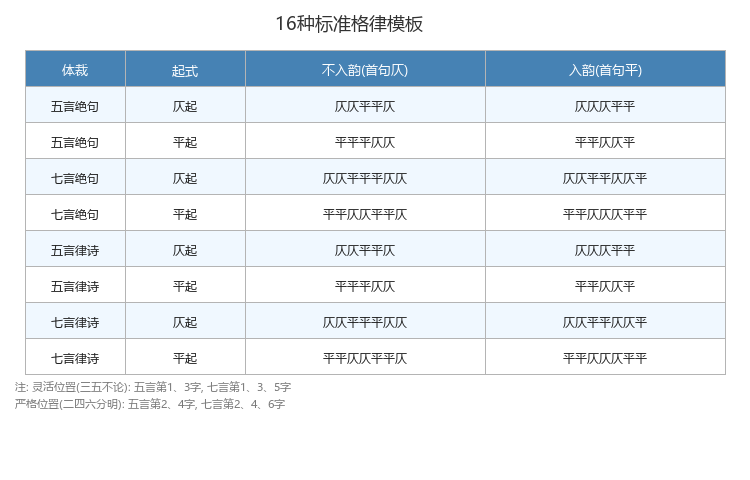 16种标准格律模板
体裁 起式 不入韵(首句仄) 入韵(首句平)
五言绝句 仄起 仄仄平平仄 仄仄仄平平
五言绝句 平起 平平平仄仄 平平仄仄平
七言绝句 仄起 仄仄平平平仄仄 仄仄平平仄仄平
七言绝句 平起 平平仄仄平平仄 平平仄仄仄平平
五言律诗 仄起 仄仄平平仄 仄仄仄平平
五言律诗 平起 平平平仄仄 平平仄仄平
七言律诗 仄起 仄仄平平平仄仄 仄仄平平仄仄平
七言律诗 平起 平平仄仄平平仄 平平仄仄仄平平
注: 灵活位置(三五不论): 五言第1、3字, 七言第1、3、5字
严格位置(二四六分明): 五言第2、4字, 七言第2、4、6字